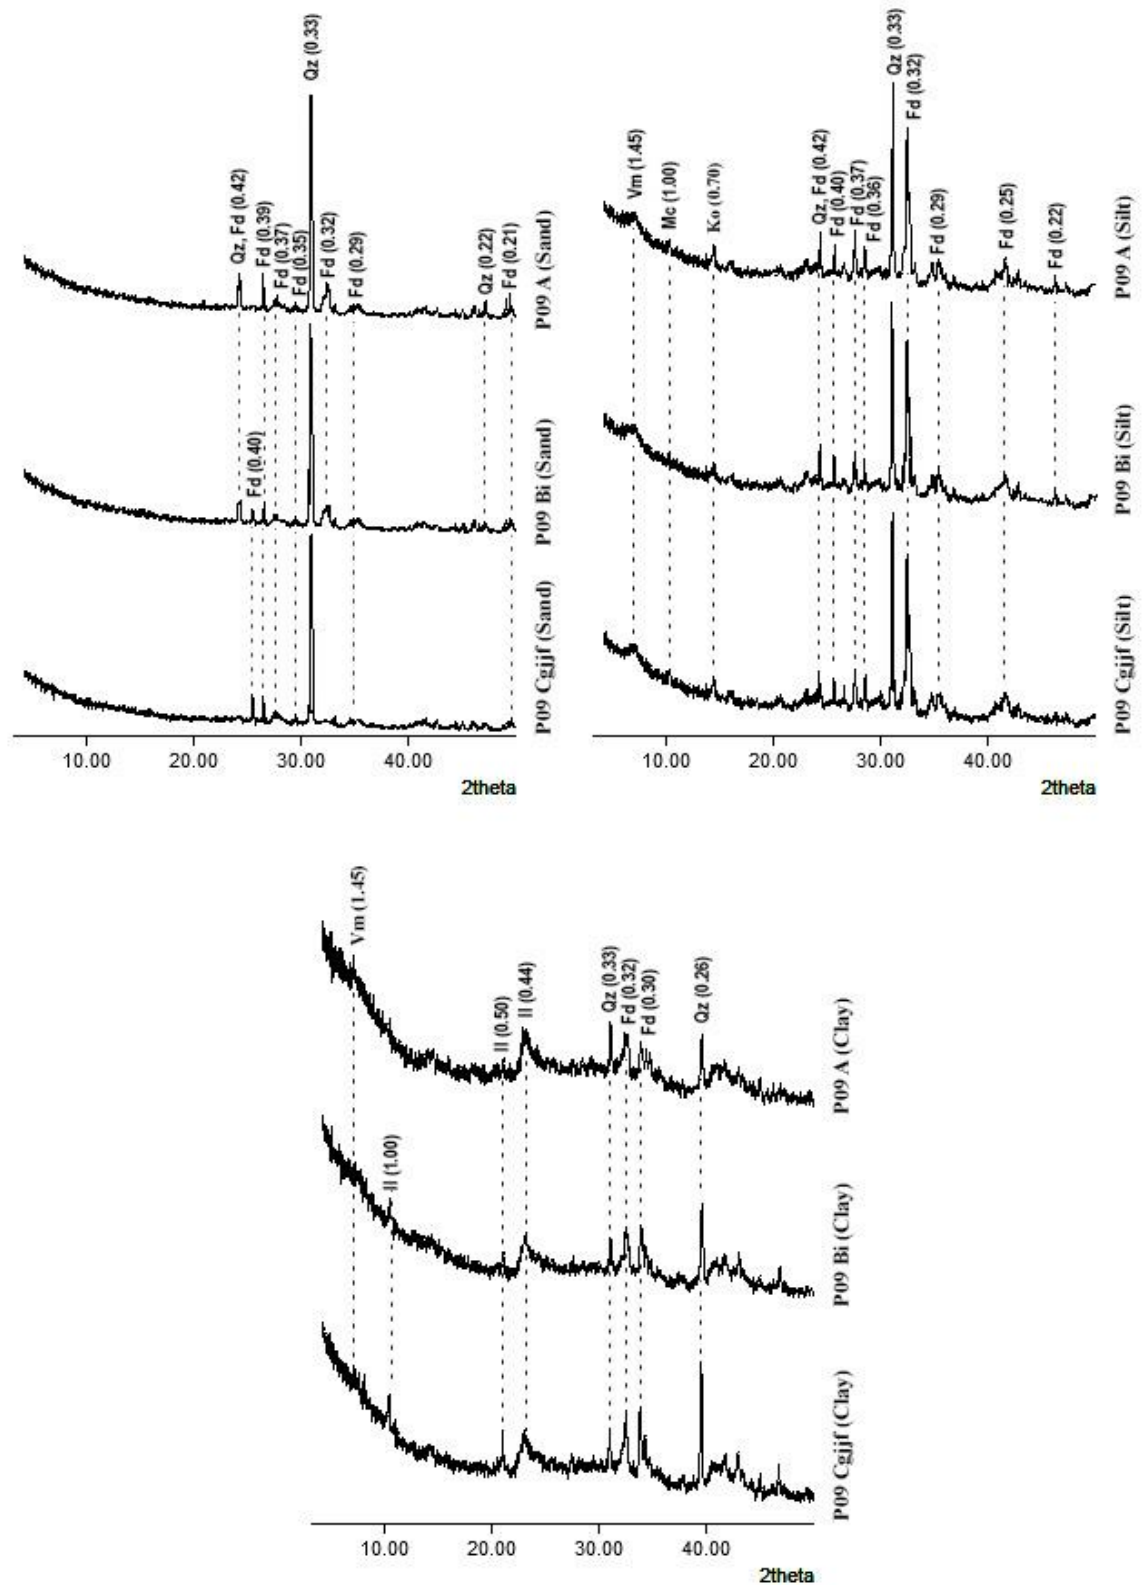 Qz, Fd (0.42)
Fd (0.39)
Fd (0.37)
Fd (0.35)
Qz (0.33)
Fd (0.32)
Fd (0.29)
Qz (0.22)
Fd (0.21)
P09 A (Sand)
Fd (0.40)
P09 Bi (Sand)
P09 Cgjjf (Sand)
10.00 20.00 30.00 40.00
2theta
Vm (1.45)
Mc (1.00)
Ko (0.70)
Qz, Fd (0.42)
Fd (0.40)
Fd (0.37)
Fd (0.36)
Qz (0.33)
Fd (0.32)
Fd (0.29)
Fd (0.25)
Fd (0.22)
P09 A (Silt)
P09 Bi (Silt)
P09 Cgjjf (Silt)
10.00 20.00 30.00 40.00
2theta
Vm (1.45)
Il (0.50)
Il (0.44)
Qz (0.33)
Fd (0.32)
Fd (0.30)
Qz (0.26)
P09 A (Clay)
Il (1.00)
P09 Bi (Clay)
P09 Cgjjf (Clay)
10.00 20.00 30.00 40.00
2theta